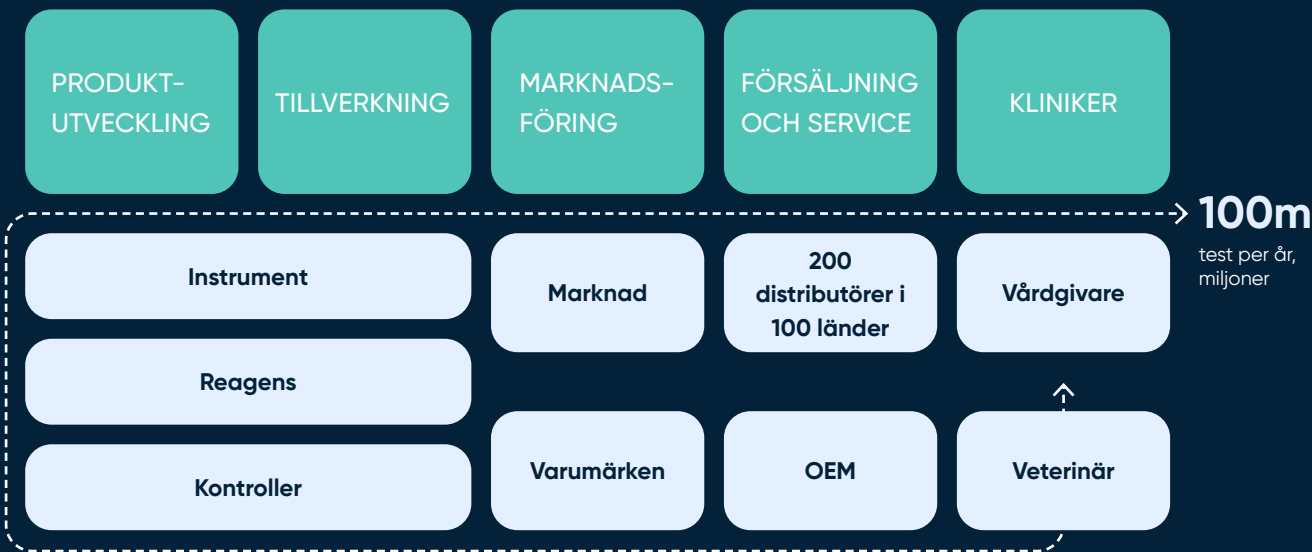 PRODUKT-
UTVECKLING
TILLVERKNING
MARKNADS-
FÖRING
FÖRSÄLJNING
OCH SERVICE
KLINIKER
100m
test per år,
miljoner
Instrument
Reagens
Kontroller
Marknad
Varumärken
200
distributörer i
100 länder
OEM
Vårdgivare
Veterinär